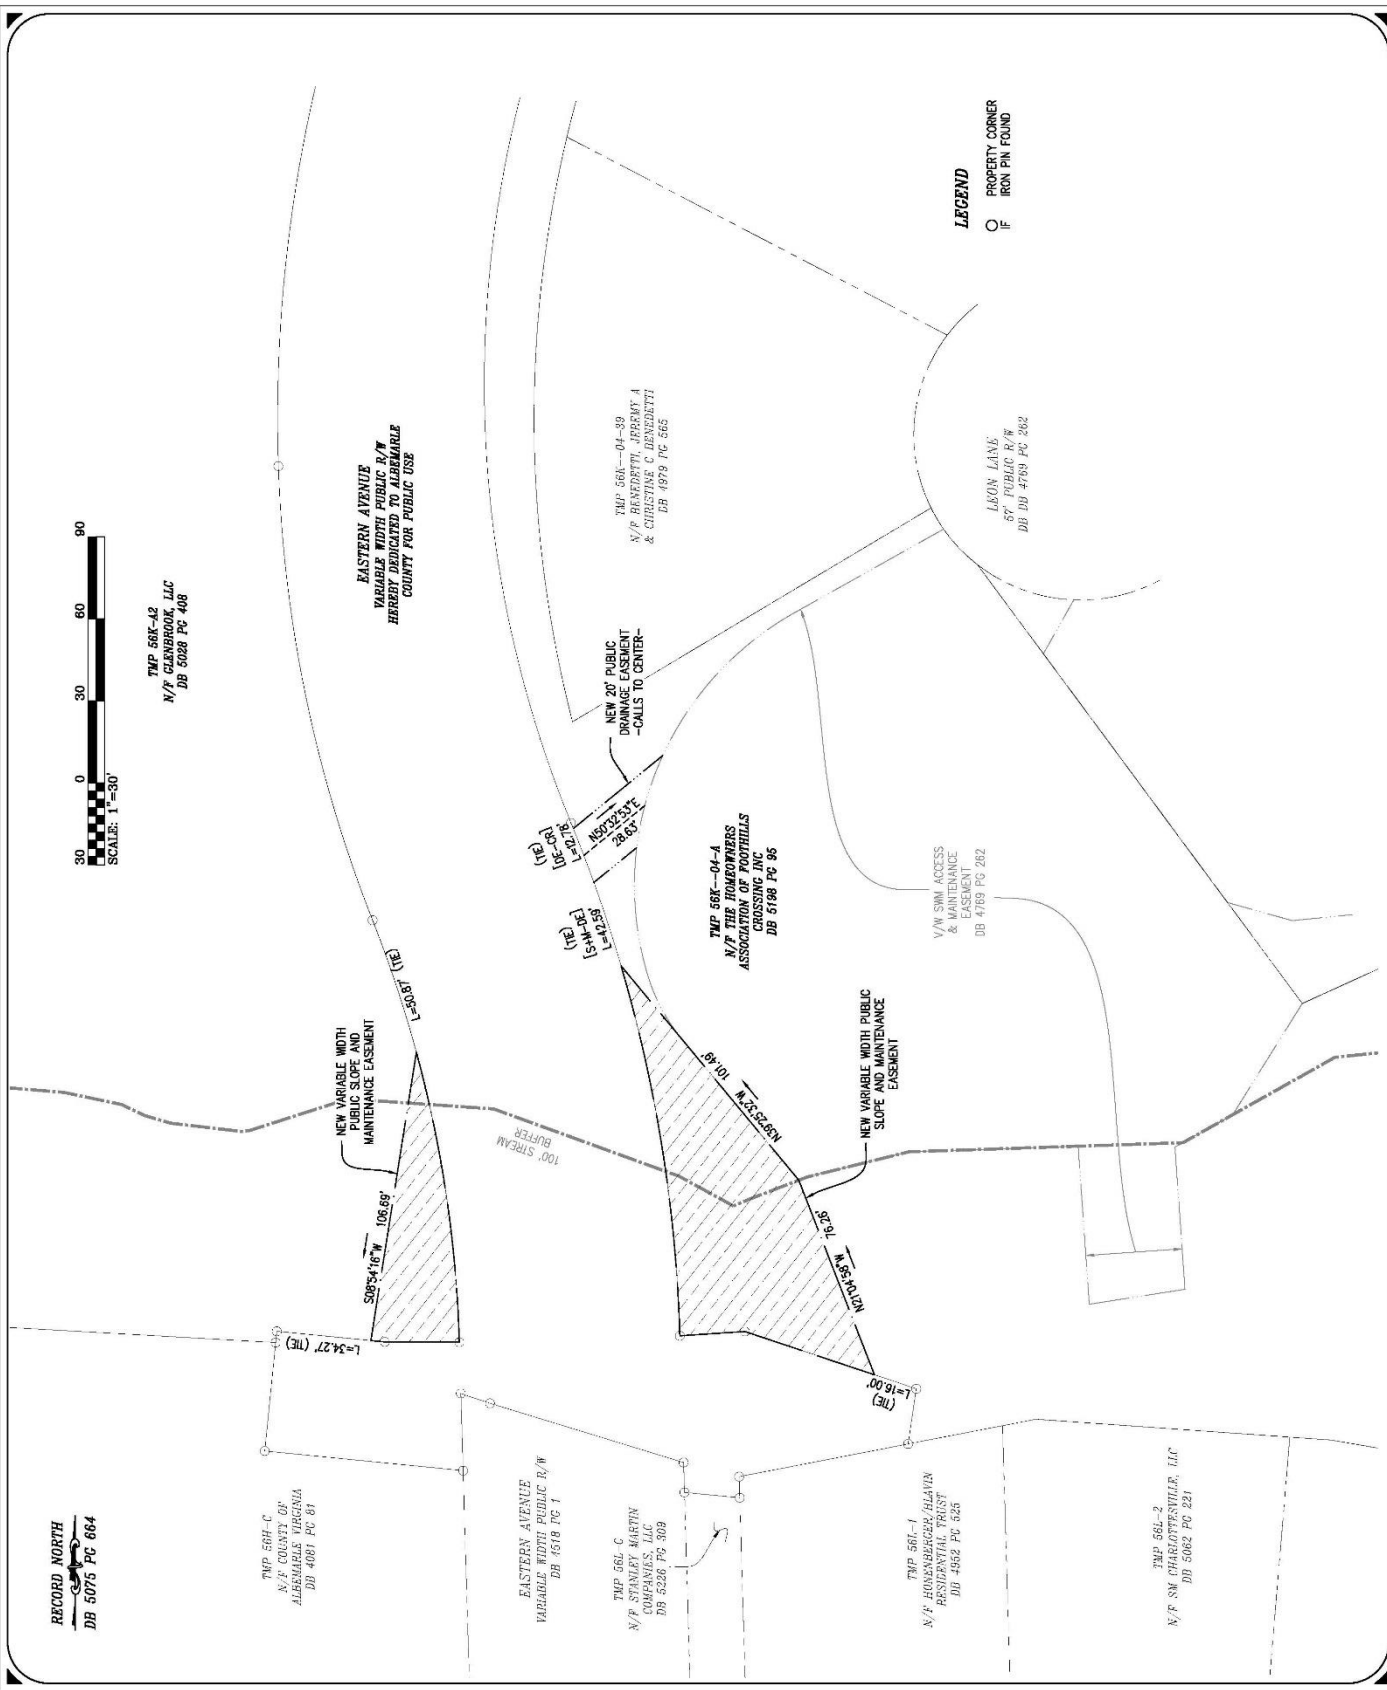 RECORD NORTH
DB 5075 PG 664
TMP 56H-C
N/F COUNTY OF
ALBEMARLE VIRGINIA
DB 4081 PG 81
EASTERN AVENUE
VARIABLE WIDTH PUBLIC R/W
DB 4518 PG 1
TMP 56L-C
N/F STANLEY MARTIN
COMPANIES, LLC
DB 5226 PG 309
TMP 56L-1
N/F HONENBERGER/HLAVIN
RESIDENTIAL TRUST
DB 4952 PG 525
TMP 56L-2
N/F SM CHARLOTTESVILLE, LLC
DB 5062 PG 221
L=34.27' (TIE)
S08°54'16"W 106.69'
NEW VARIABLE WIDTH
PUBLIC SLOPE AND
MAINTENANCE EASEMENT
L=50.87' (TIE)
100' STREAM
BUFFER
(TIE)
L=16.00'
N21°04'58"W 76.26'
N39°25'32"W 101.49'
NEW VARIABLE WIDTH PUBLIC
SLOPE AND MAINTENANCE
EASEMENT
(TIE)
[S+M-DE]
L=42.59'
(TIE)
[DE-CR]
L=12.78'
N50°32'53"E
28.63'
NEW 20' PUBLIC
DRAINAGE EASEMENT
-CALLS TO CENTER-
TMP 56K--04-A
N/F THE HOMEOWNERS
ASSOCIATION OF FOOTHILLS
CROSSING INC
DB 5198 PG 95
V/W SWM ACCESS
& MAINTENANCE
EASEMENT
DB 4769 PG 262
30 0 30 60 90
SCALE: 1"=30'
TMP 56K-A2
N/F GLENBROOK, LLC
DB 5028 PG 408
EASTERN AVENUE
VARIABLE WIDTH PUBLIC R/W
HEREBY DEDICATED TO ALBEMARLE
COUNTY FOR PUBLIC USE
TMP 56K--04-39
N/F BENEDETTI, JEREMY A
& CHRISTINE C BENEDETTI
DB 4979 PG 565
LEON LANE
67' PUBLIC R/W
DB DB 4769 PG 262
LEGEND
PROPERTY CORNER
IF IRON PIN FOUND